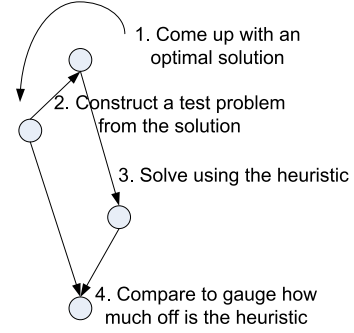 1. Come up with an
optimal solution
2. Construct a test problem
from the solution
3. Solve using the heuristic
4. Compare to gauge how
much off is the heuristic